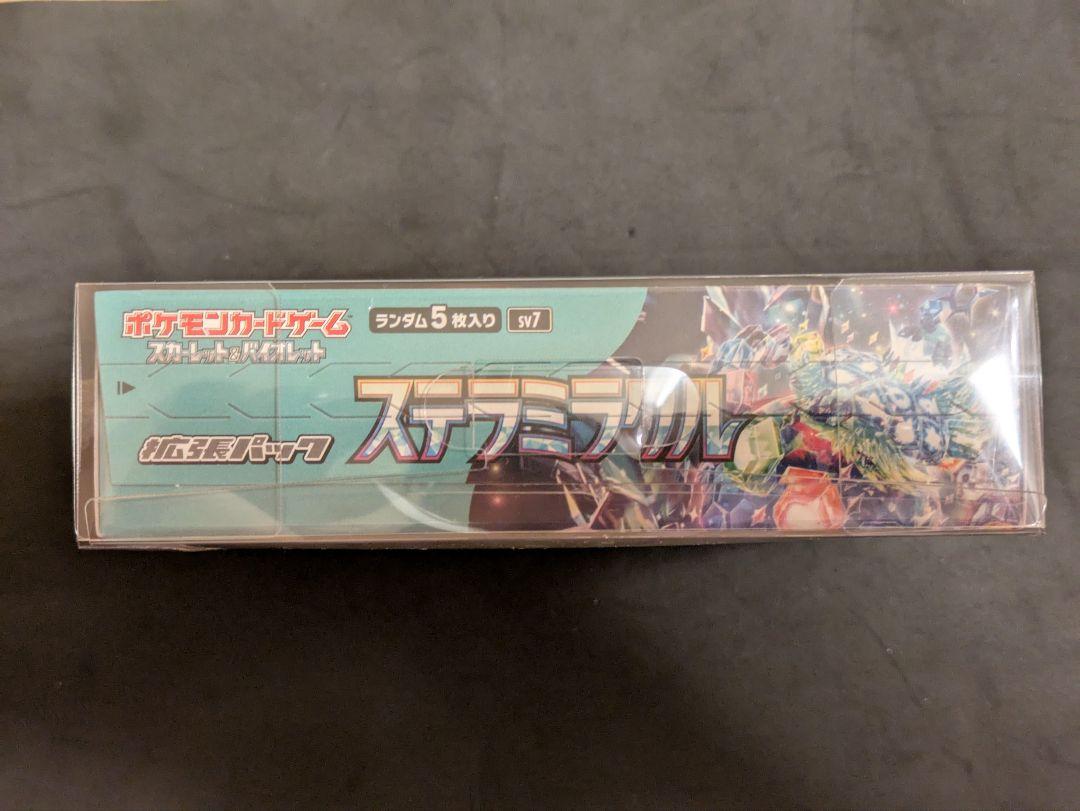 ポケモンカードゲーム
スカーレット&バイオレット
ランダム5枚入り
SV7
拡張パック
ステラミラクル